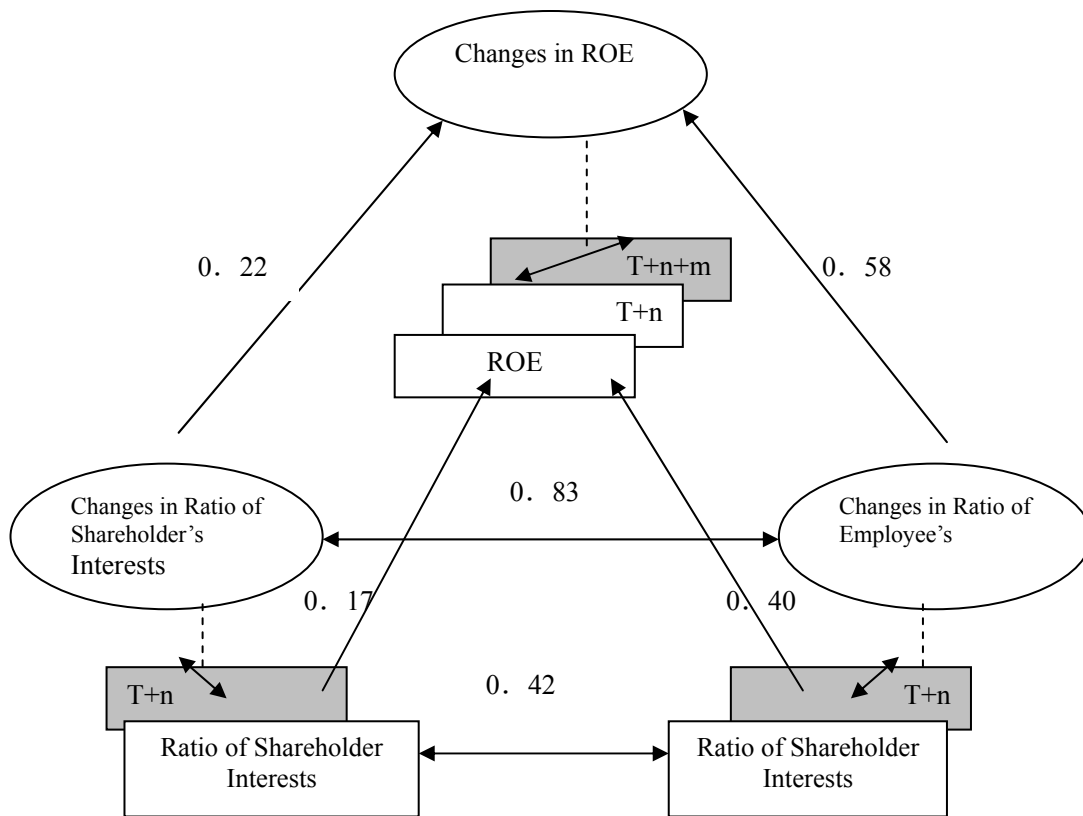 Changes in ROE
T+n+m
0. 22
0. 58
T+n
ROE
Changes in Ratio of
Shareholder’s
Interests
0. 83
Changes in Ratio of
Employee’s
0. 17
0. 40
T+n
0. 42
T+n
Ratio of Shareholder
Interests
Ratio of Shareholder
Interests